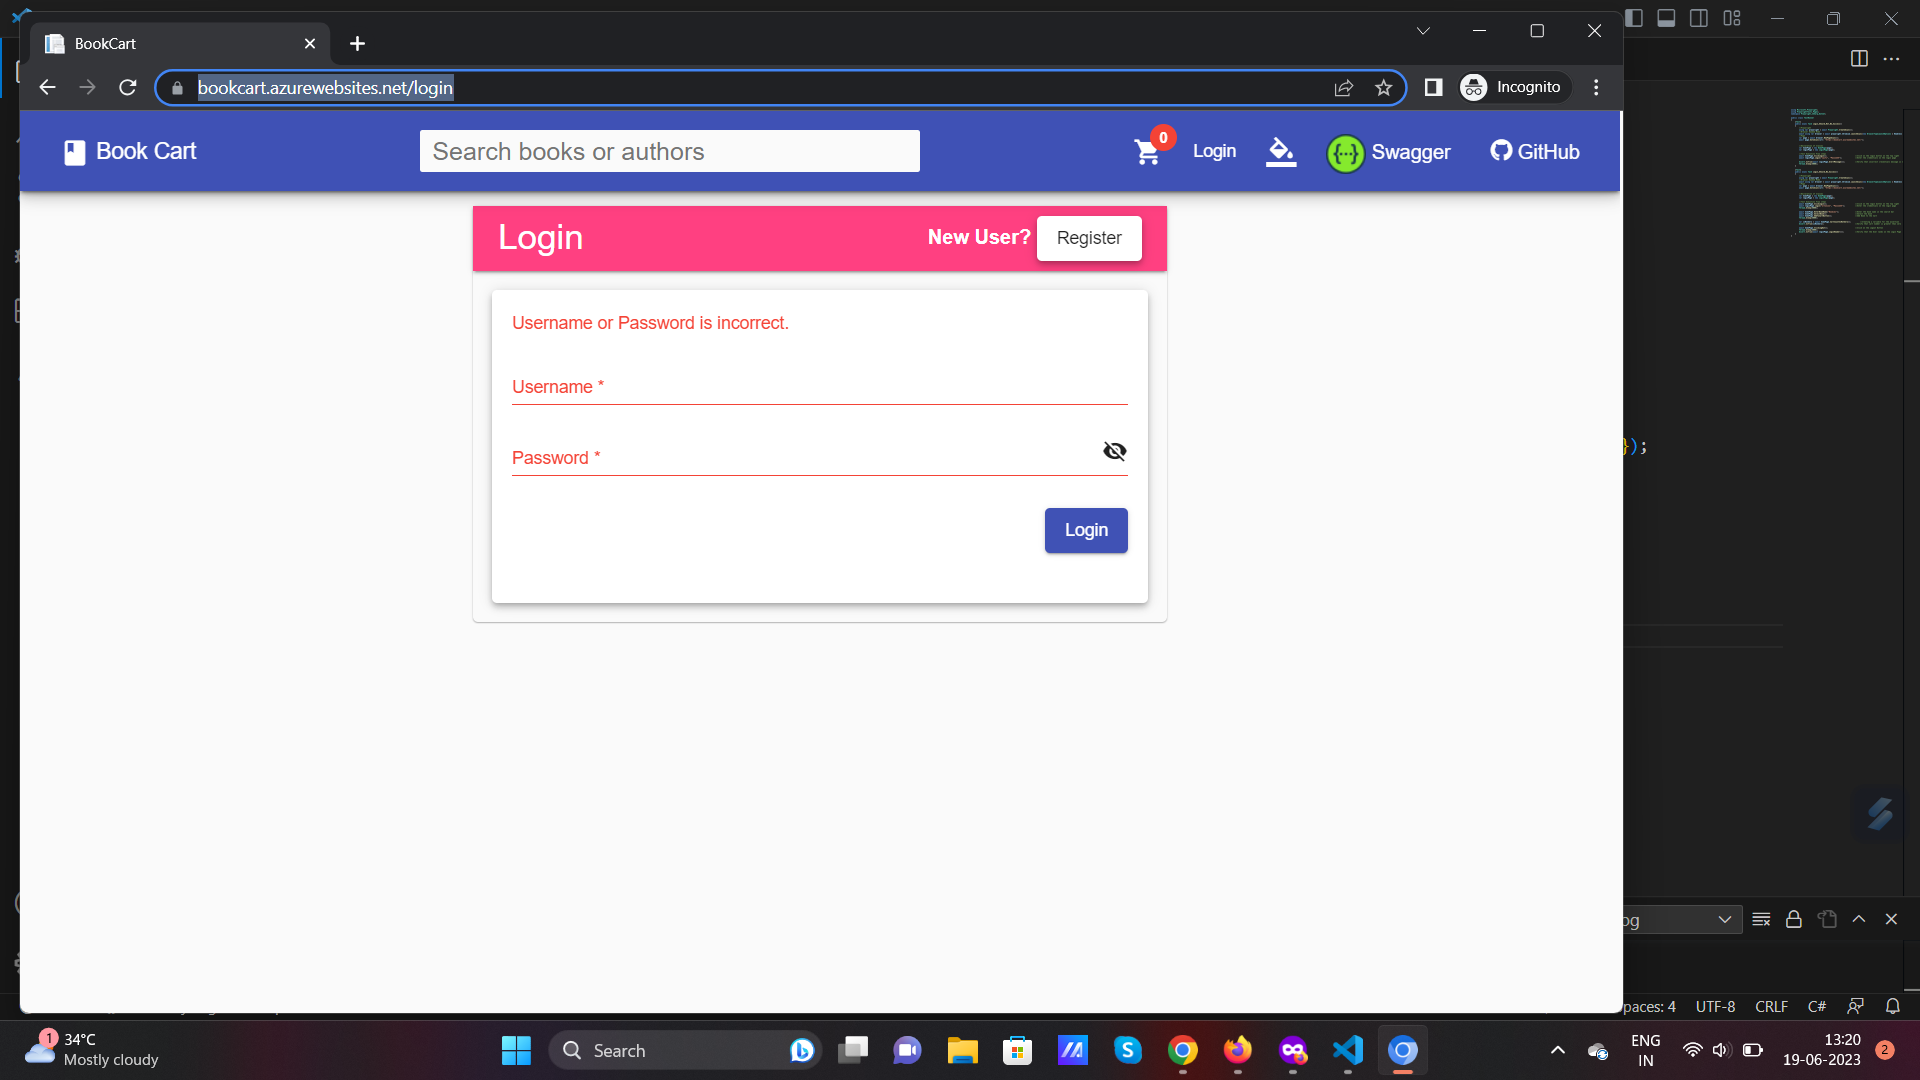 BookCart
bookcart.azurewebsites.net/login
Incognito
Book Cart
Search books or authors
0
Login
Swagger
GitHub
Login
New User?
Register
Username or Password is incorrect.
Username *
Password *
Login
});
paces: 4
UTF-8
CRLF
C#
1
34°C
Mostly cloudy
Search
ENG
IN
13:20
19-06-2023
2